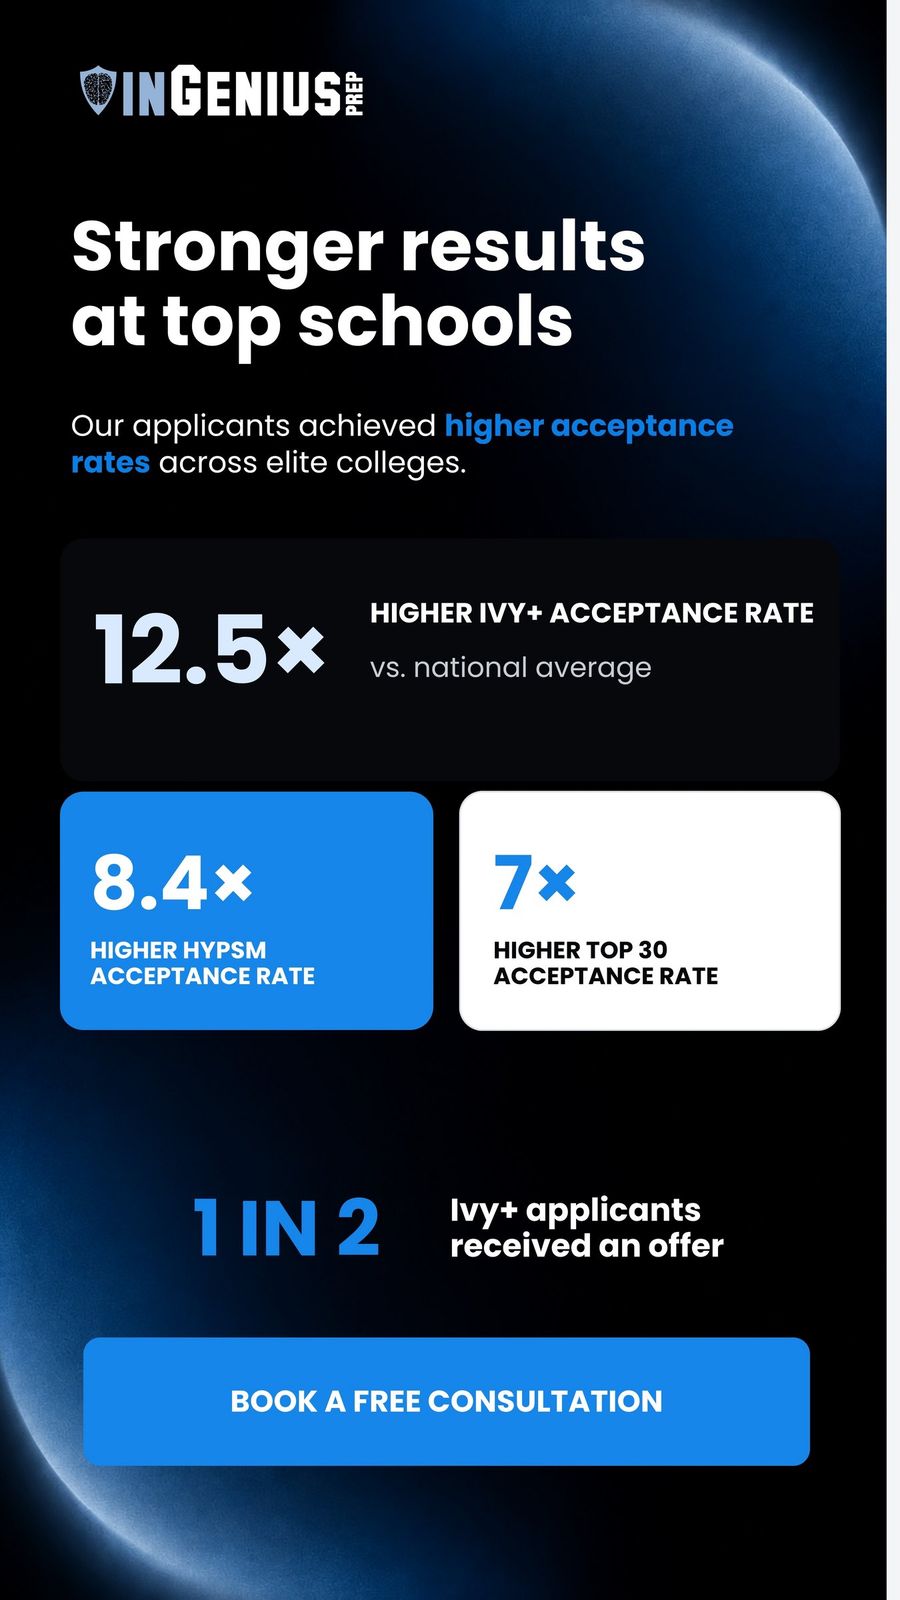 INGENIUS PREP
Stronger results
at top schools
Our applicants achieved higher acceptance
rates across elite colleges.
12.5×
HIGHER IVY+ ACCEPTANCE RATE
vs. national average
8.4×
HIGHER HYPSM
ACCEPTANCE RATE
7×
HIGHER TOP 30
ACCEPTANCE RATE
1 IN 2
Ivy+ applicants
received an offer
BOOK A FREE CONSULTATION